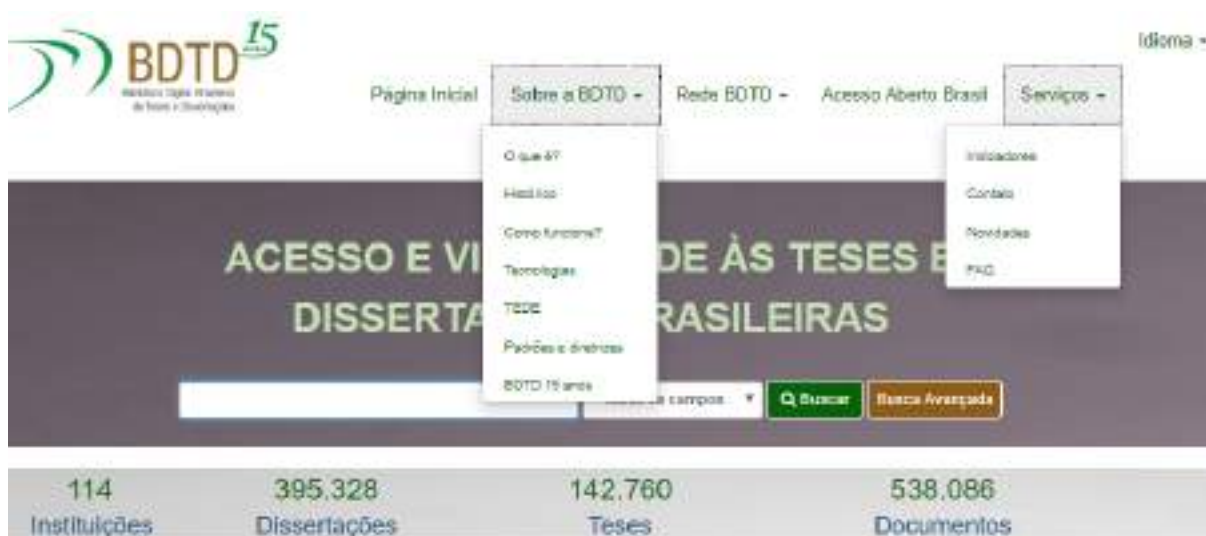 BDTD 15
Idioma
Página Inicial Sobre a BDTD Rede BDTD Acesso Aberto Brasil Serviços
O que é?
Histórico
Como funciona?
Tecnologias
TEDE
Padrões e diretrizes
BDTD 15 anos
Indicadores
Contato
Novidades
FAQ
ACESSO E VI DE ÀS TESES E
DISSERTA RASILEIRAS
campos Buscar Busca Avançada
114 395,328 142,760 538,086
Instituições Dissertações Teses Documentos